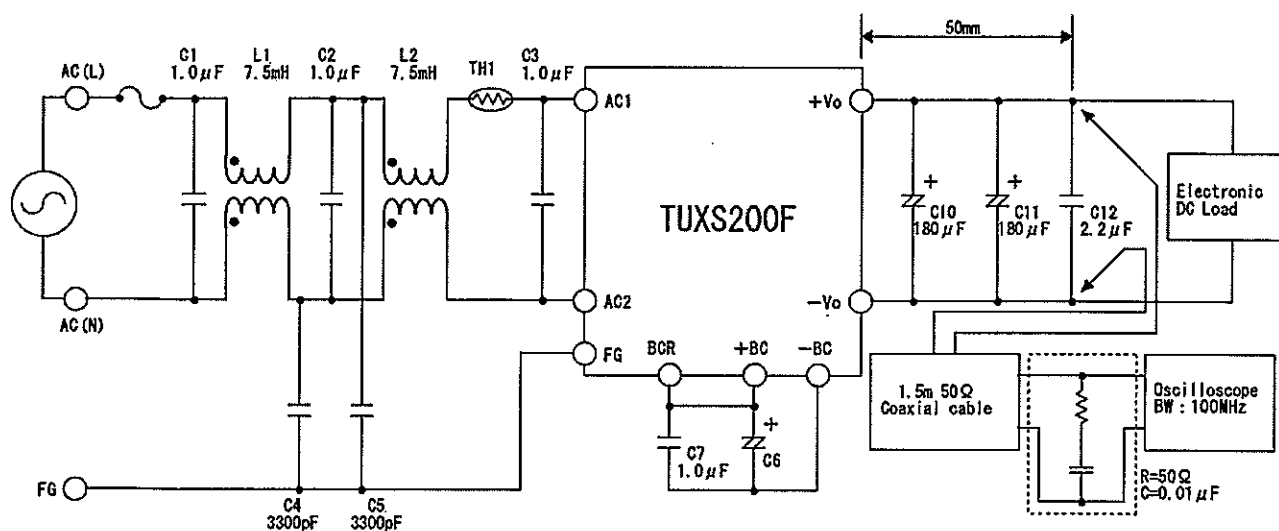 50mm
C1
1.0μF
L1
7.5mH
C2
1.0μF
L2
7.5mH
TH1
C3
1.0μF
AC(L)
AC1
+Vo
TUXS200F
C10
180μF
C11
180μF
C12
2.2μF
Electronic
DC Load
AC(N)
AC2
-Vo
FG
BCR
+BC
-BC
1.5m 50Ω
Coaxial cable
Oscilloscope
BW : 100MHz
C7
1.0μF
C6
R=50Ω
C=0.01μF
FG
C4
3300pF
C5
3300pF